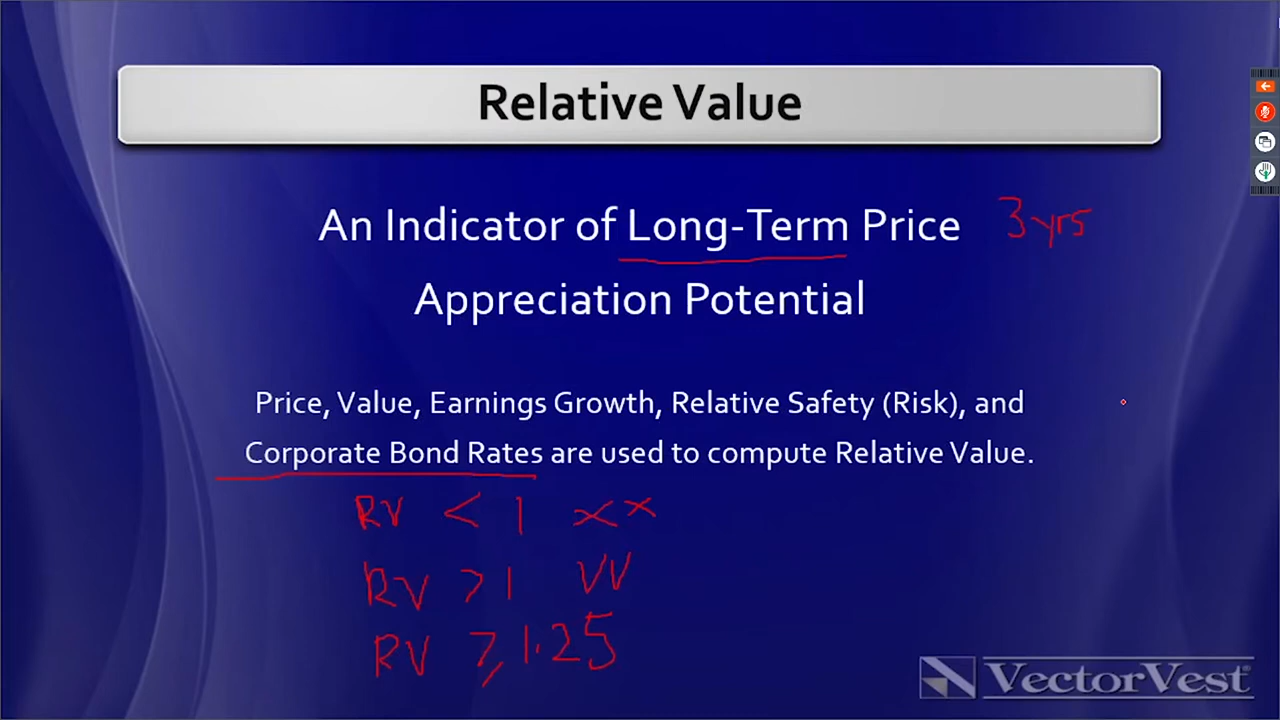 Relative Value
An Indicator of Long-Term Price 3 yrs
Appreciation Potential
Price, Value, Earnings Growth, Relative Safety (Risk), and
Corporate Bond Rates are used to compute Relative Value.
RV < 1 xx
RV > 1 VV
RV ≥ 1.25
VectorVest